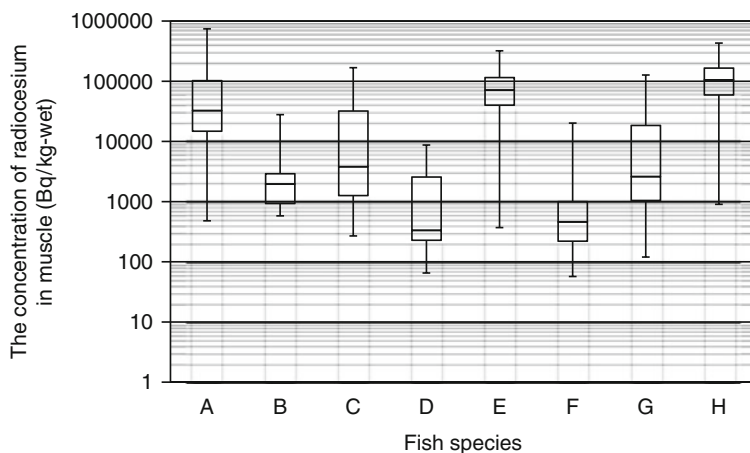 The concentration of radiocesium
in muscle (Bq/kg-wet)
1000000
100000
10000
1000
100
10
1
A B C D E F G H
Fish species